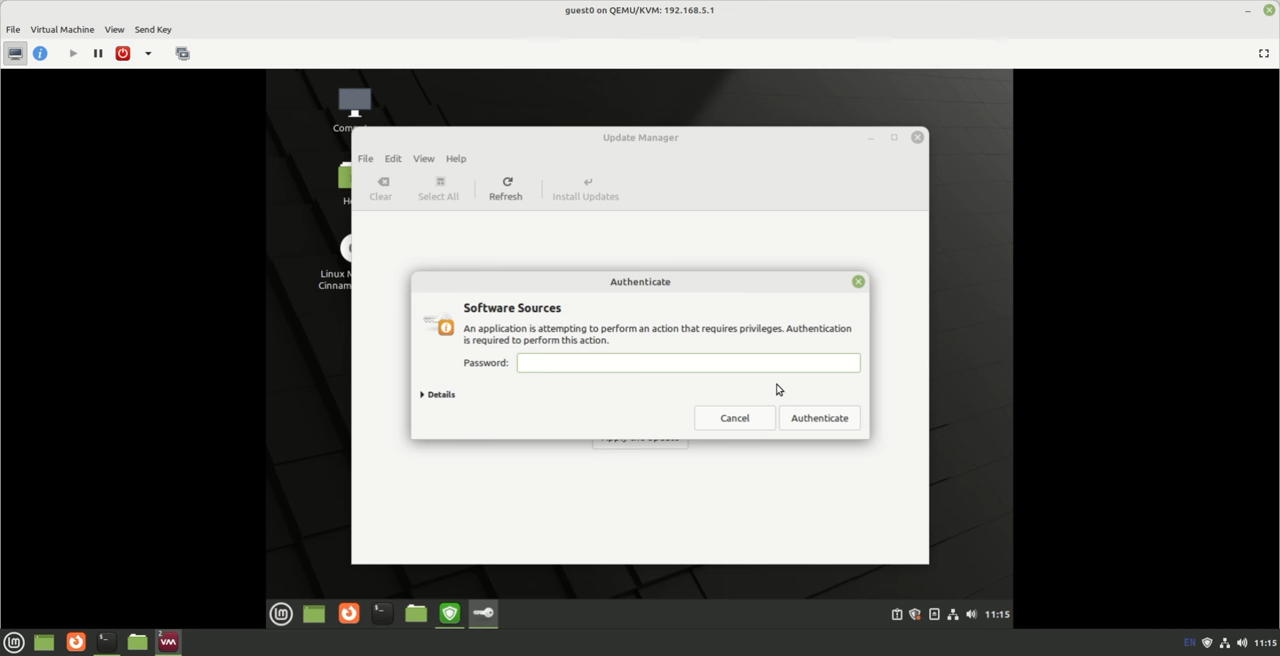 guest0 on QEMU/KVM: 192.168.5.1
File Virtual Machine View Send Key
Update Manager
File Edit View Help
Clear Select All Refresh Install Updates
Linux
Cinnam
Authenticate
Software Sources
An application is attempting to perform an action that requires privileges. Authentication
is required to perform this action.
Password:
Details
Cancel Authenticate
11:15
EN 11:15